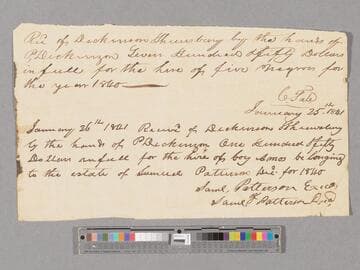 Recd of Dickinson & Shrewsbury by the hands of
P. Dickinson Seven Hundred & fifty Dollars
in full for the hire of five negroes for
the year 1840
January 25th 1841
January 26th 1841 Received of Dickinson & Shrewsbury
by the hands of P. Dickinson One Hundred & fifty
Dollars in full for the hire of boy Amos belonging
to the estate of Samuel Patterson Decd for 1840
Saml Patterson
Saml P. Patterson